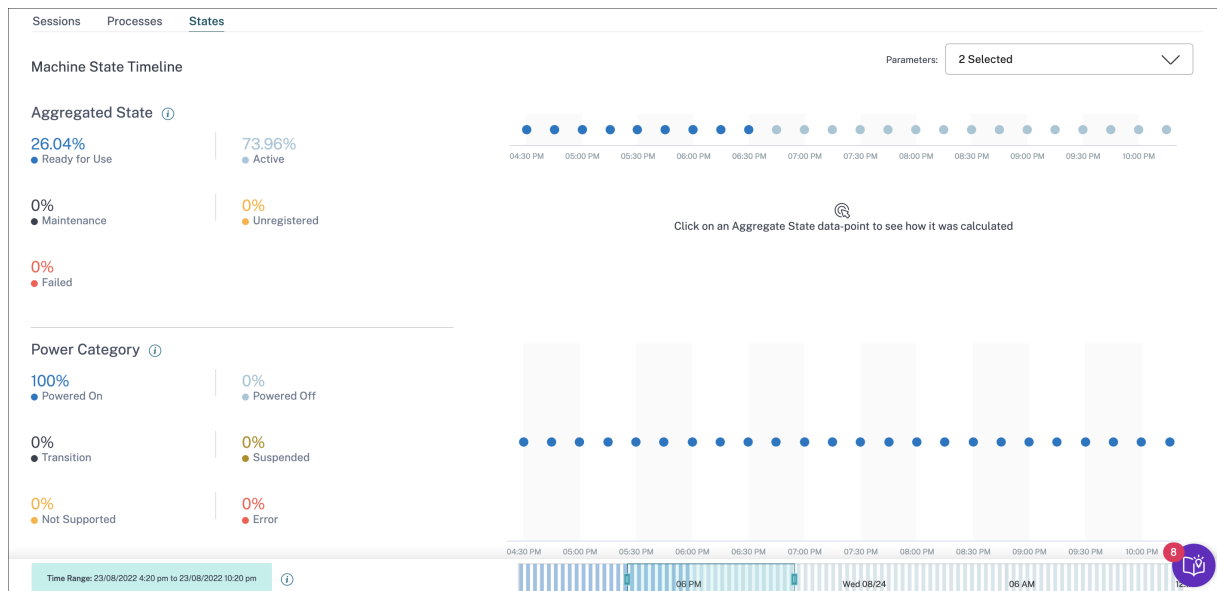 Sessions Processes States
Machine State Timeline
Parameters: 2 Selected
Aggregated State i
26.04% 73.96%
Ready for Use Active
0% 0%
Maintenance Unregistered
0%
Failed
04:30 PM 05:00 PM 05:30 PM 06:00 PM 06:30 PM 07:00 PM 07:30 PM 08:00 PM 08:30 PM 09:00 PM 09:30 PM 10:00 PM
Click on an Aggregate State data-point to see how it was calculated
Power Category i
100% 0%
Powered On Powered Off
0% 0%
Transition Suspended
0% 0%
Not Supported Error
04:30 PM 05:00 PM 05:30 PM 06:00 PM 06:30 PM 07:00 PM 07:30 PM 08:00 PM 08:30 PM 09:00 PM 09:30 PM 10:00 PM
8
Time Range: 23/08/2022 4:20 pm to 23/08/2022 10:20 pm i
06 PM Wed 08/24 06 AM